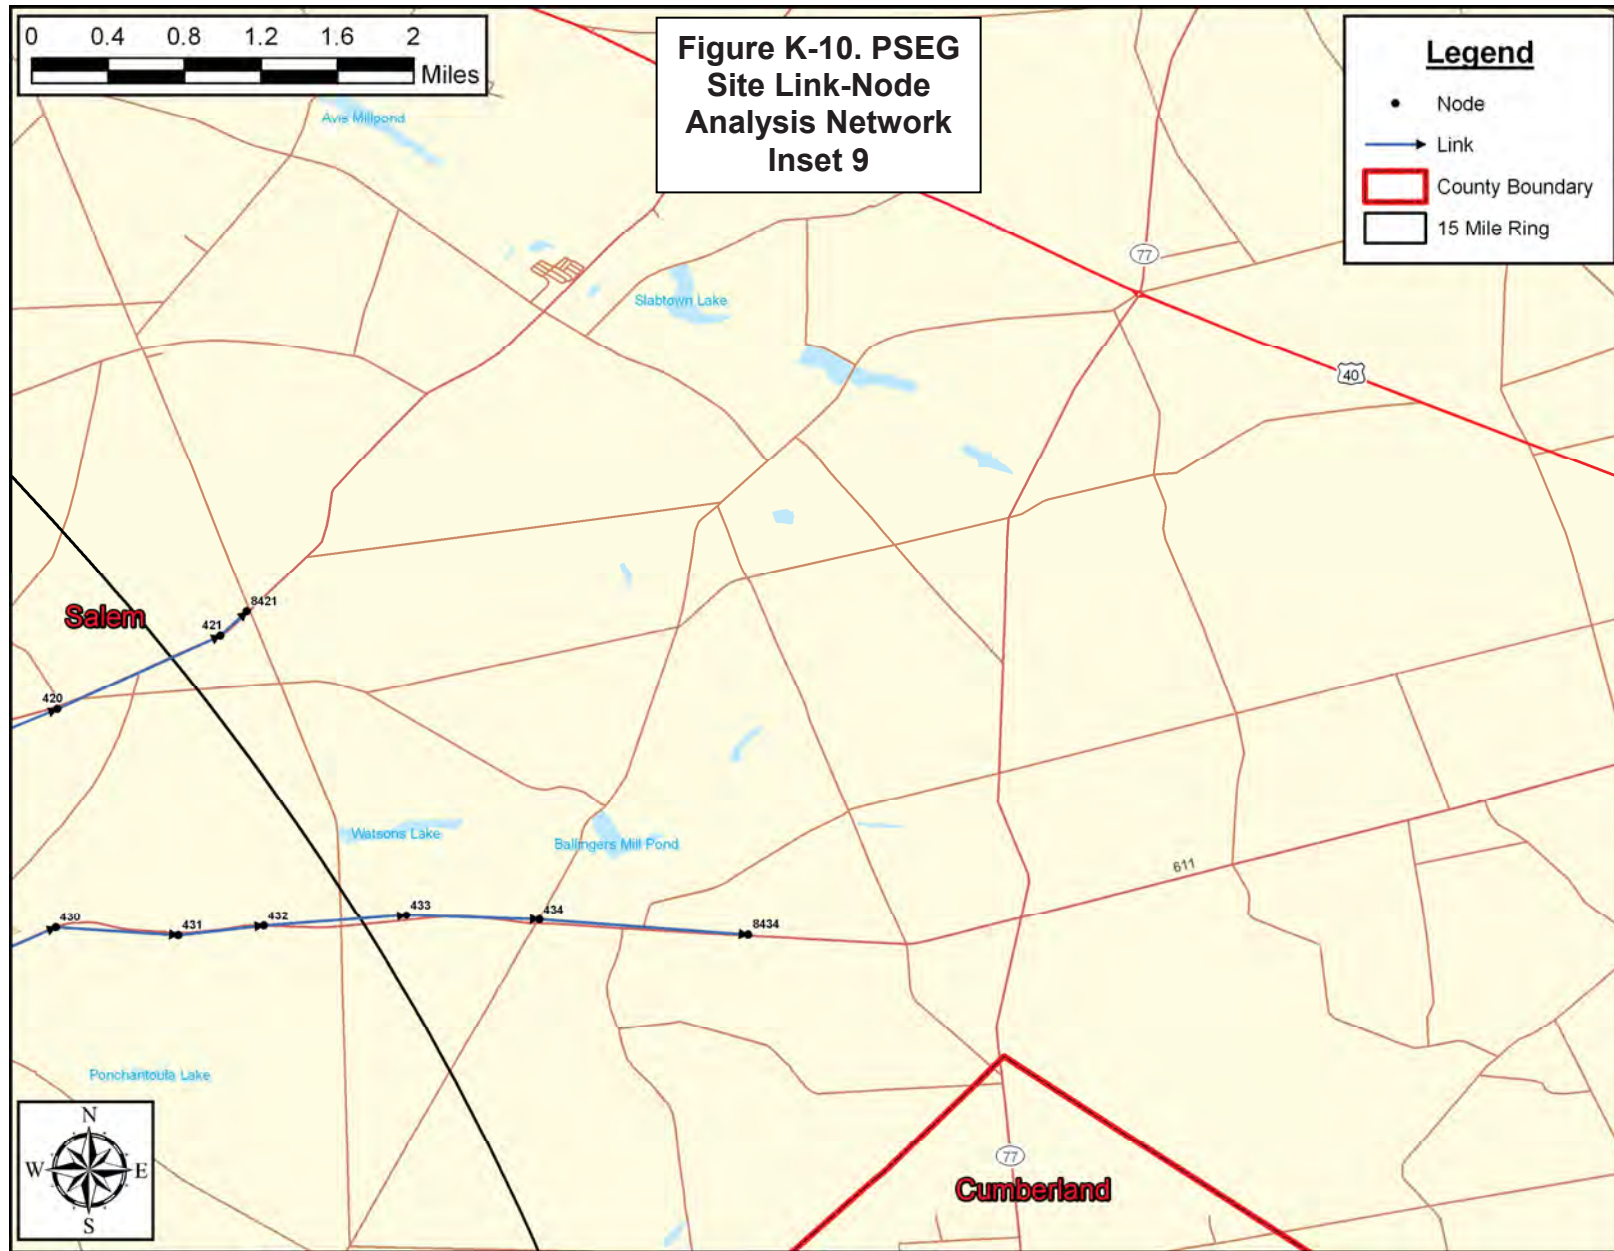 0 0.4 0.8 1.2 1.6 2
Miles
Figure K-10. PSEG
Site Link-Node
Analysis Network
Inset 9
Legend
Node
Link
County Boundary
15 Mile Ring
Avis Millpond
77
Slabtown Lake
40
8421
Salem
421
420
Watsons Lake
Ballingers Mill Pond
611
430
431
432
433
434
8434
Ponchantoula Lake
N
W E
S
77
Cumberland